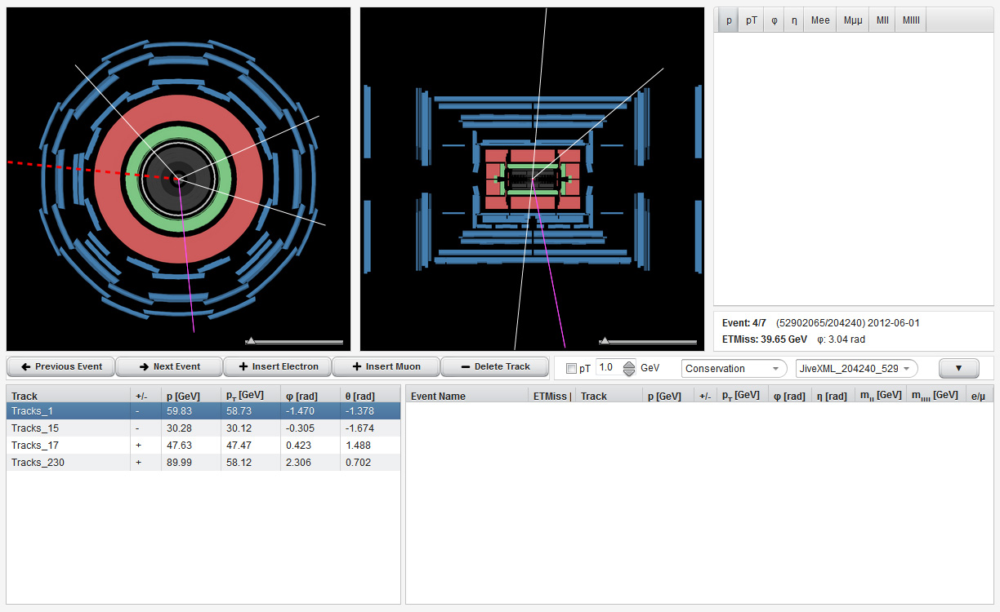 p pT φ η Mee Mμμ Mll Mllll
Event: 4/7 (52902065/204240) 2012-06-01
ETMiss: 39.65 GeV φ: 3.04 rad
Previous Event Next Event Insert Electron Insert Muon Delete Track pT 1.0 GeV Conservation JiveXML_204240_529
Track +/- p [GeV] pT [GeV] φ [rad] θ [rad]
Tracks_1 - 59.83 58.73 -1.470 -1.378
Tracks_15 - 30.28 30.12 -0.305 -1.674
Tracks_17 + 47.63 47.47 0.423 1.488
Tracks_230 + 89.99 58.12 2.306 0.702
Event Name ETMiss | Track p [GeV] +/- pT [GeV] φ [rad] η [rad] mll [GeV] mllll [GeV] e/μ